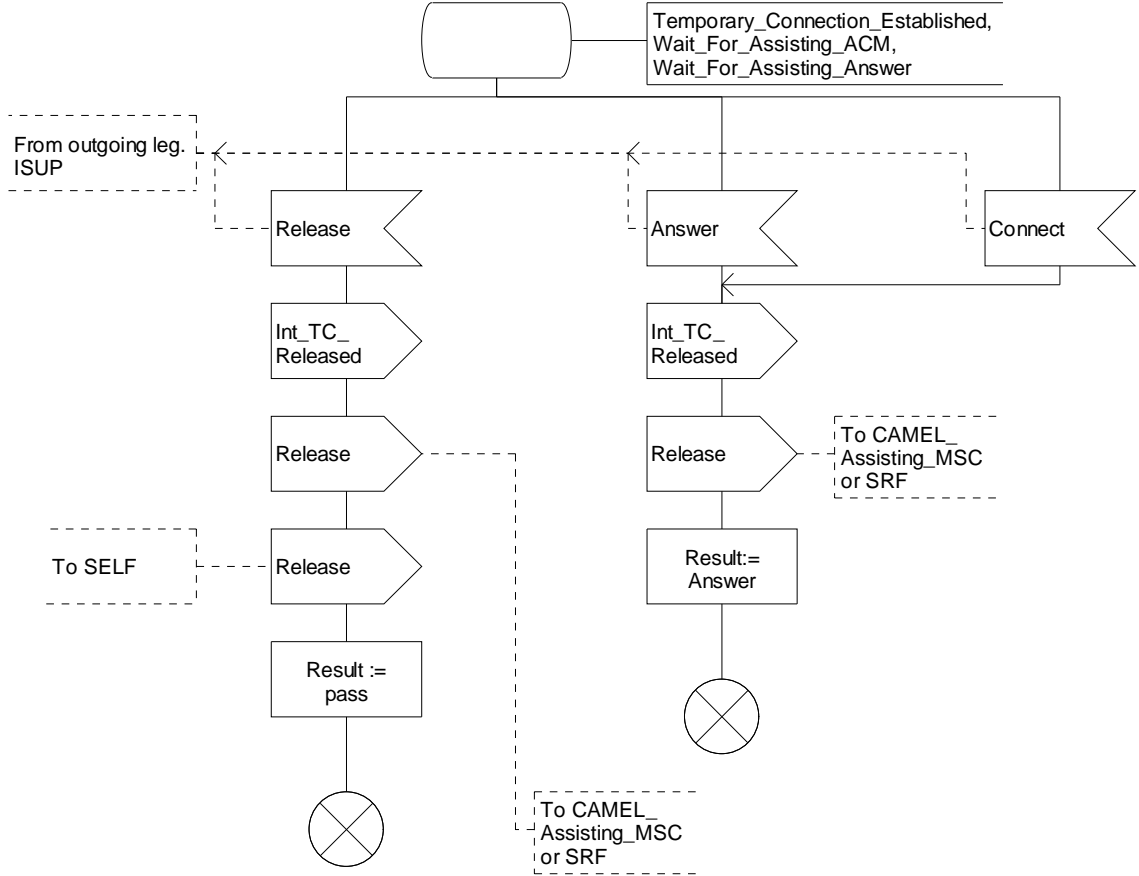 Temporary_Connection_Established,
Wait_For_Assisting_ACM,
Wait_For_Assisting_Answer
From outgoing leg.
ISUP
Release
Answer
Connect
Int_TC_
Released
Int_TC_
Released
Release
Release
To CAMEL_
Assisting_MSC
or SRF
To SELF
Release
Result:=
Answer
Result :=
pass
To CAMEL_
Assisting_MSC
or SRF